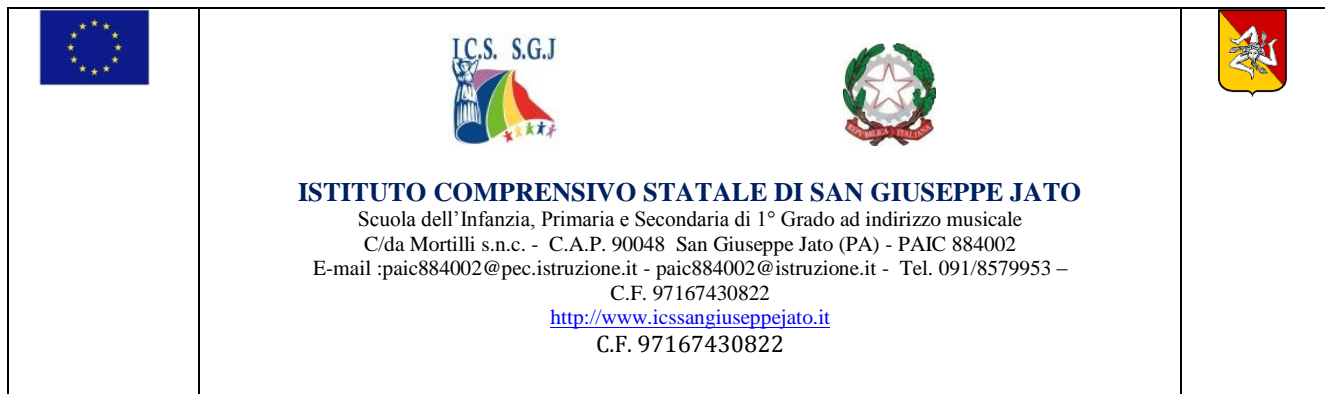 I.C.S. S.G.J
REPVBBLICA ITALIANA
ISTITUTO COMPRENSIVO STATALE DI SAN GIUSEPPE JATO
Scuola dell’Infanzia, Primaria e Secondaria di 1° Grado ad indirizzo musicale
C/da Mortilli s.n.c. - C.A.P. 90048 San Giuseppe Jato (PA) - PAIC 884002
E-mail :paic884002@pec.istruzione.it - paic884002@istruzione.it - Tel. 091/8579953 –
C.F. 97167430822
http://www.icssangiuseppejato.it
C.F. 97167430822